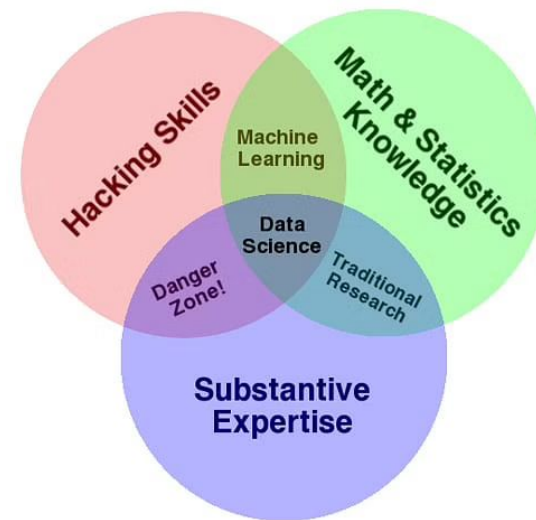 Hacking Skills
Math & Statistics
Knowledge
Machine
Learning
Data
Science
Danger
Zone!
Traditional
Research
Substantive
Expertise